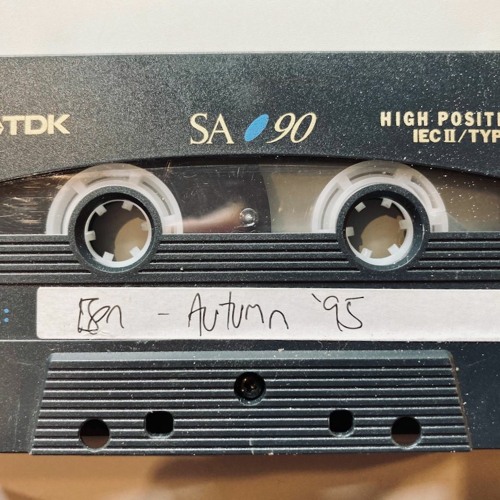 TDK SA 90 HIGH POSITI
IEC II/TYP
Ben - Autumn '95